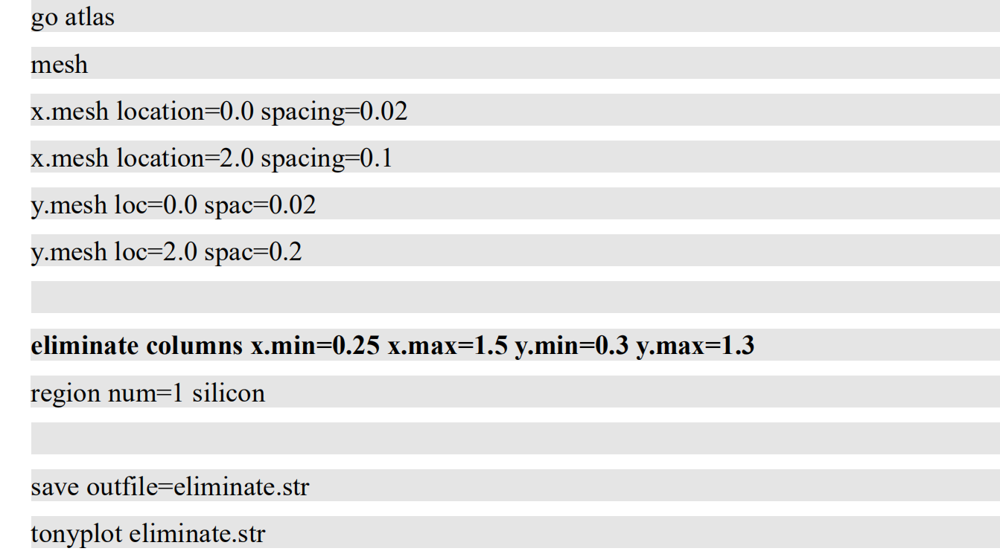 go atlas
mesh
x.mesh location=0.0 spacing=0.02
x.mesh location=2.0 spacing=0.1
y.mesh loc=0.0 spac=0.02
y.mesh loc=2.0 spac=0.2
eliminate columns x.min=0.25 x.max=1.5 y.min=0.3 y.max=1.3
region num=1 silicon
save outfile=eliminate.str
tonyplot eliminate.str